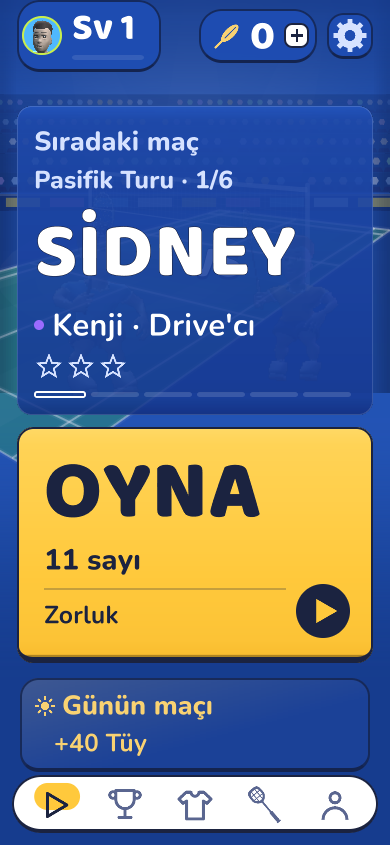 Sv 1
0
Sıradaki maç
Pasifik Turu · 1/6
SİDNEY
Kenji · Drive'cı
OYNA
11 sayı
Zorluk
Günün maçı
+40 Tüy